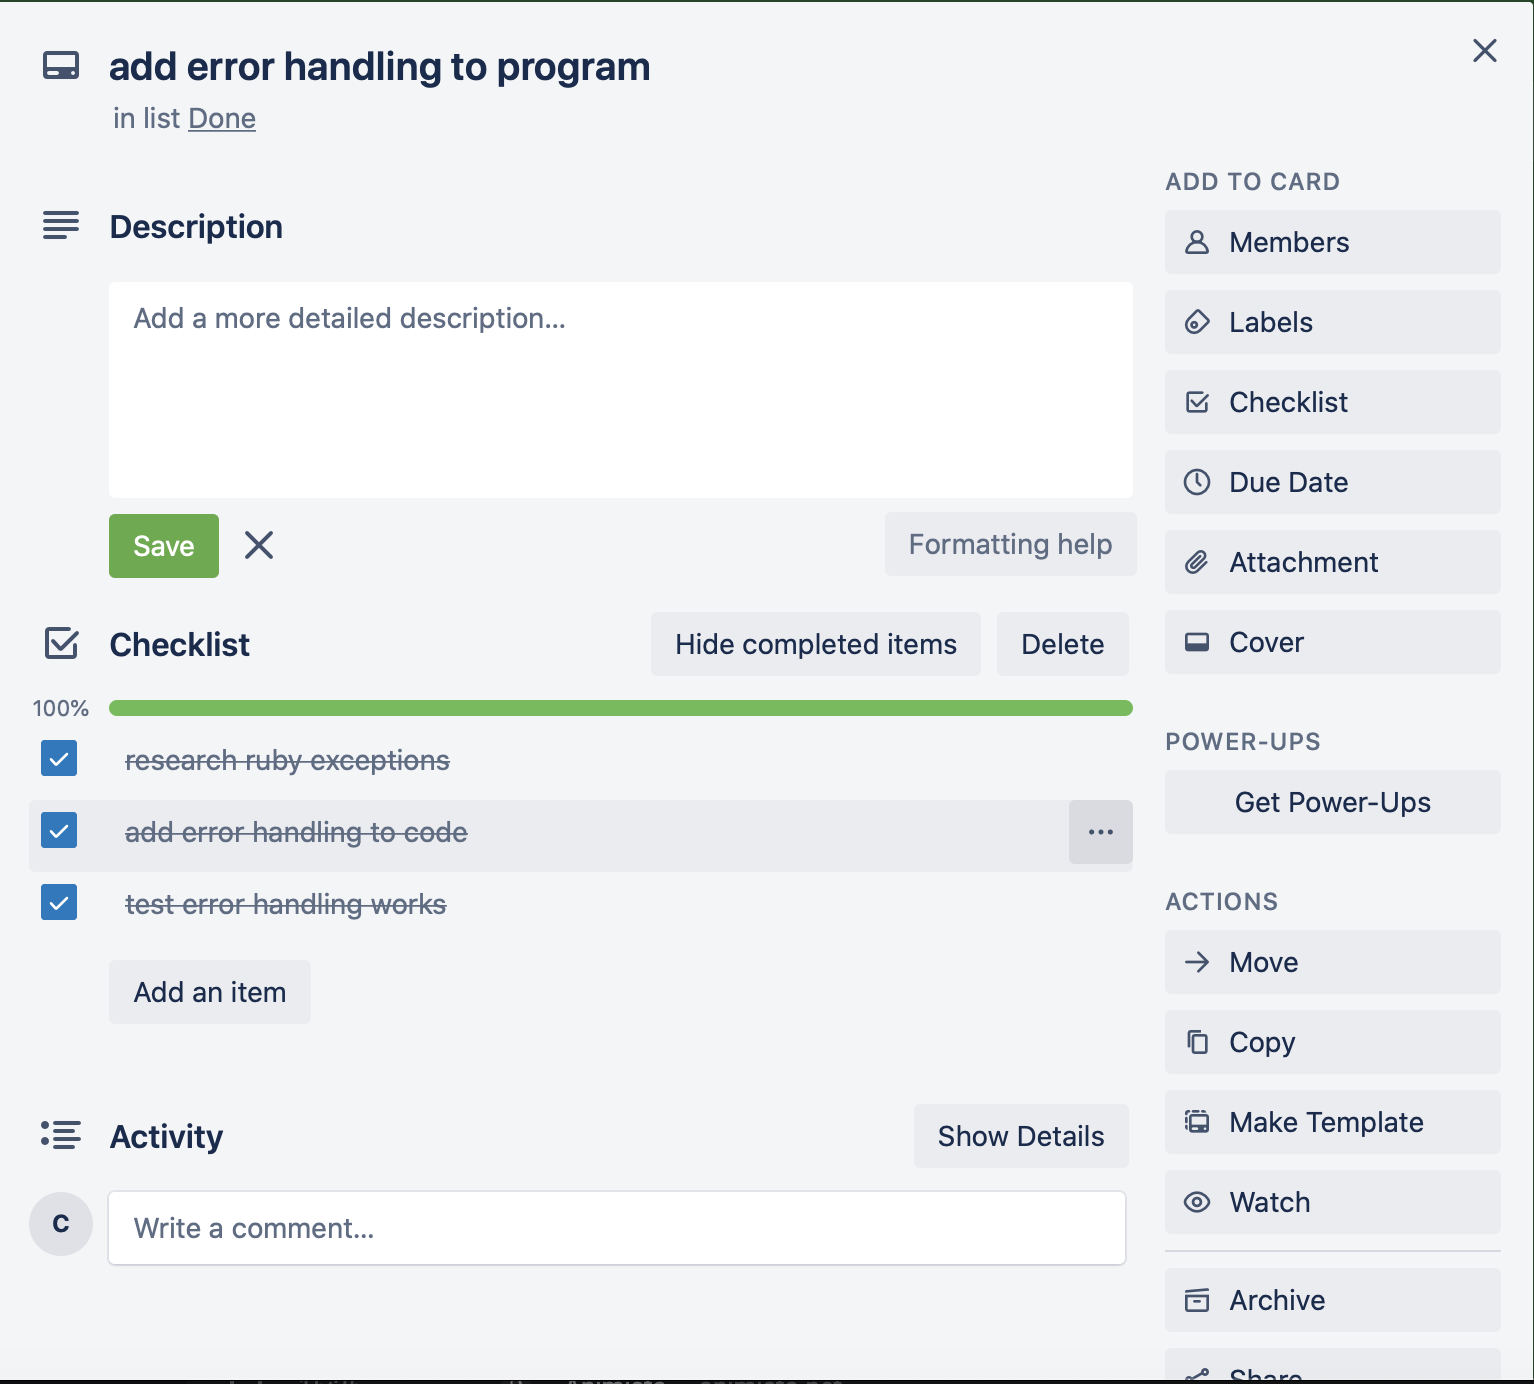 add error handling to program
in list Done
Description
Add a more detailed description...
Save
Formatting help
Checklist
Hide completed items
Delete
100%
research ruby exceptions
add error handling to code
test error handling works
Add an item
Activity
Show Details
C
Write a comment...
ADD TO CARD
Members
Labels
Checklist
Due Date
Attachment
Cover
POWER-UPS
Get Power-Ups
ACTIONS
Move
Copy
Make Template
Watch
Archive
Share